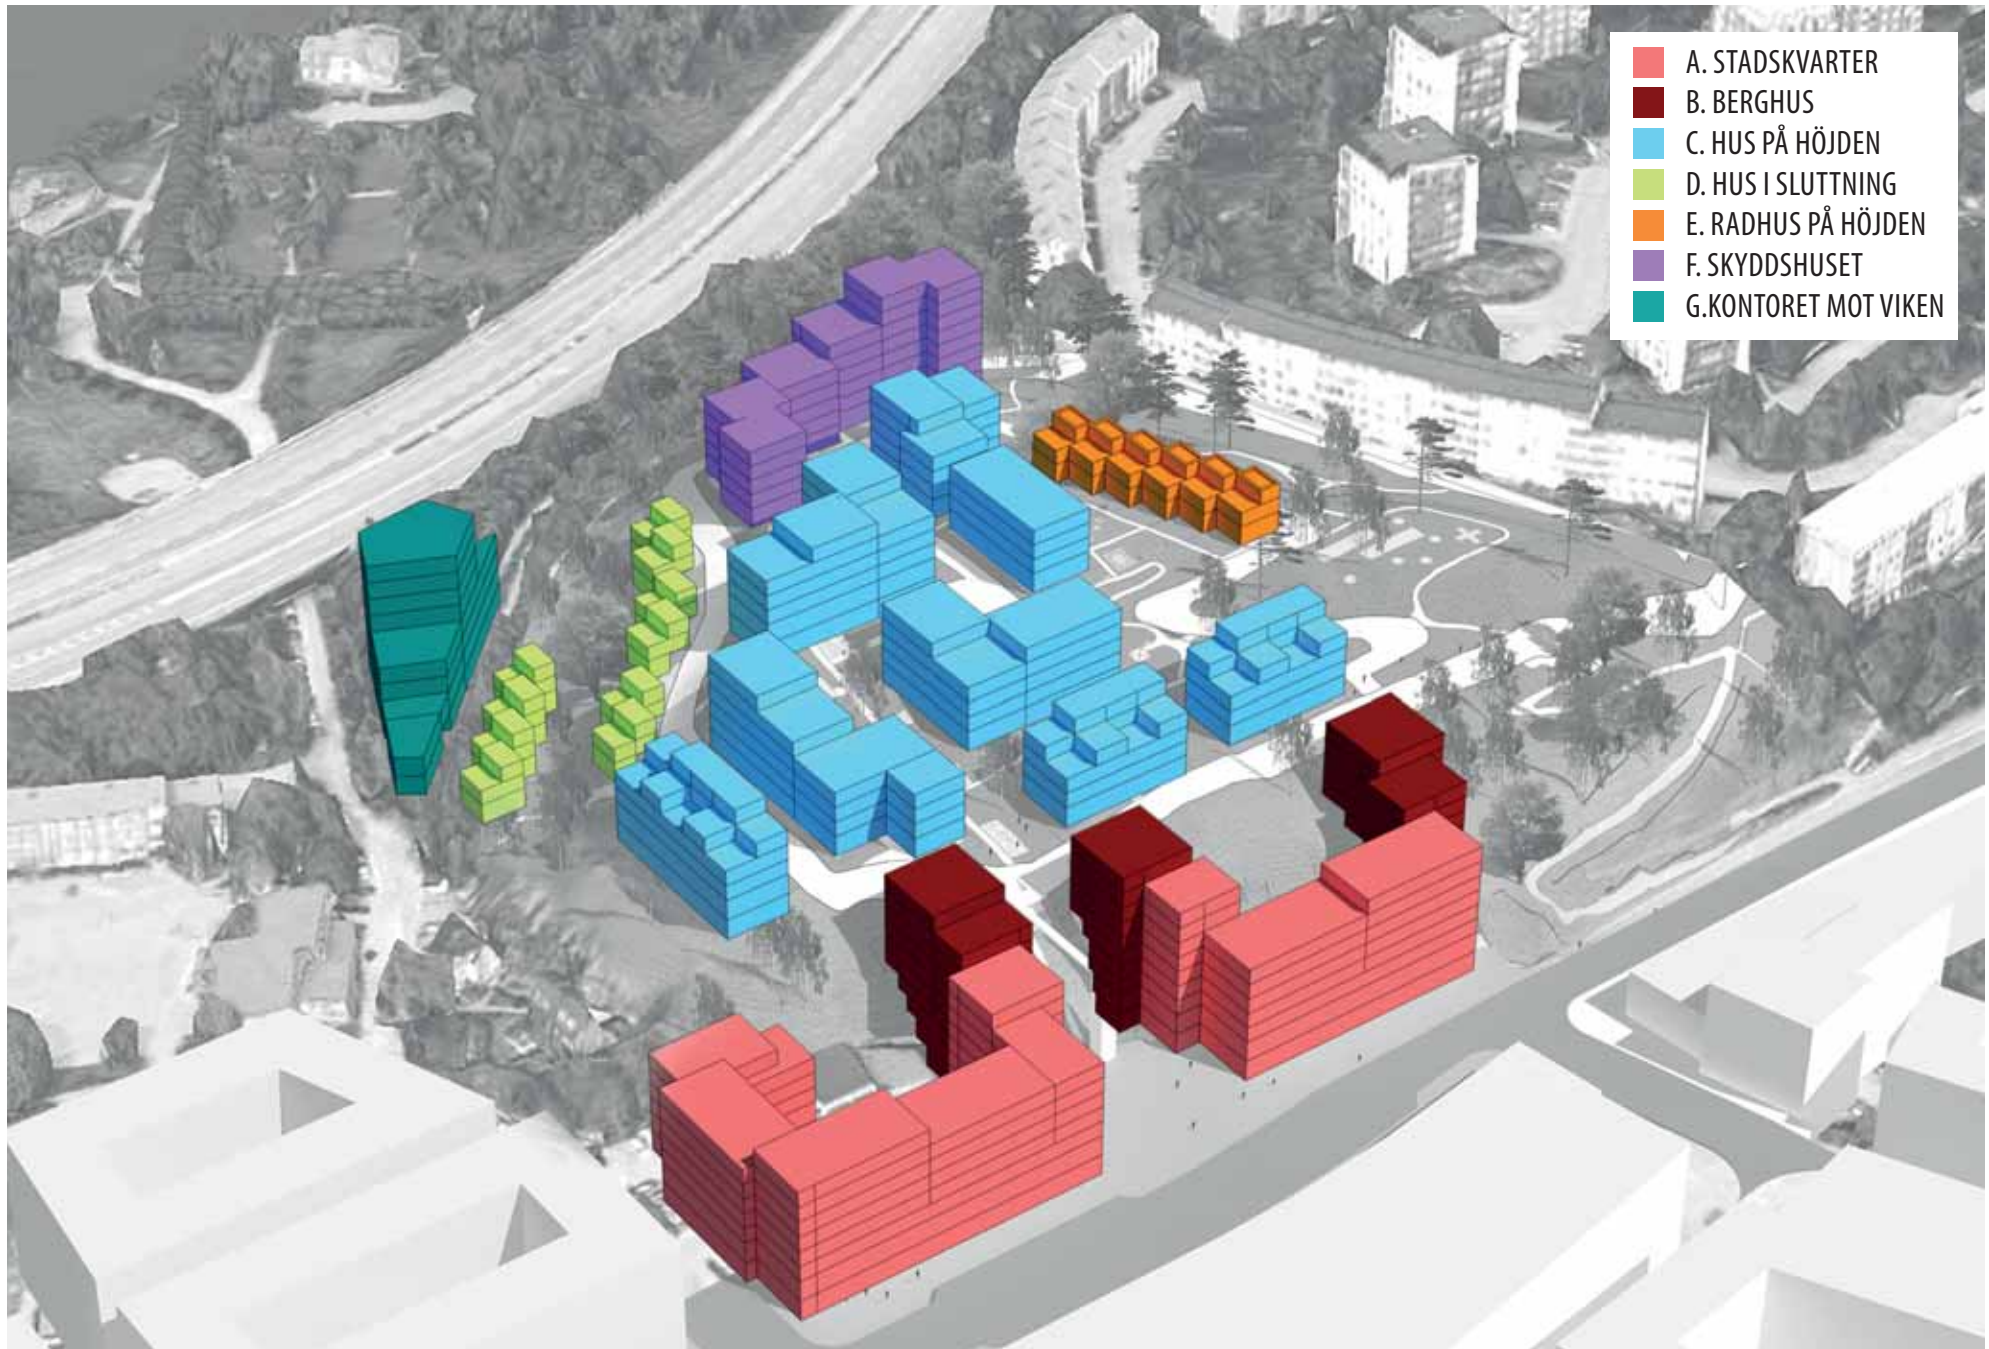 A. STADSKVARTER
B. BERGHUS
C. HUS PÅ HÖJDEN
D. HUS I SLUTTNING
E. RADHUS PÅ HÖJDEN
F. SKYDDSHUSET
G.KONTORET MOT VIKEN